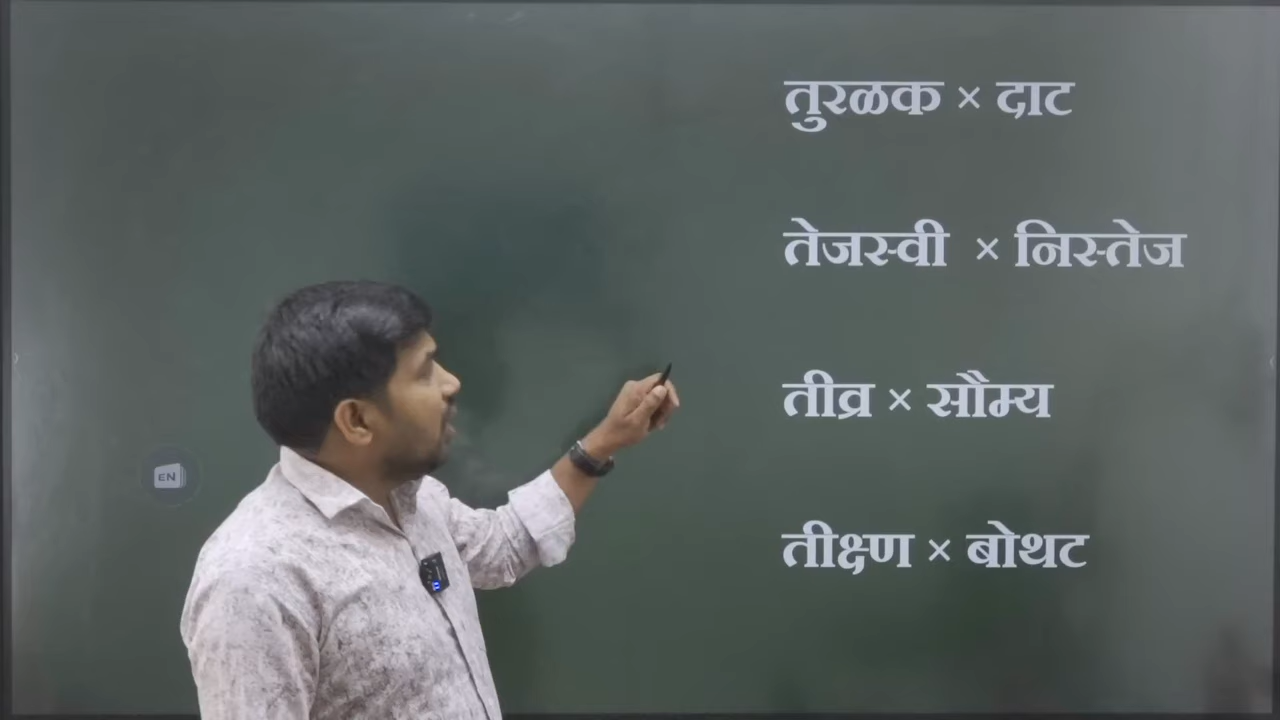 तुरळक × दाट
तेजस्वी × निस्तेज
तीव्र × सौम्य
EN
तीक्ष्ण × बोथट